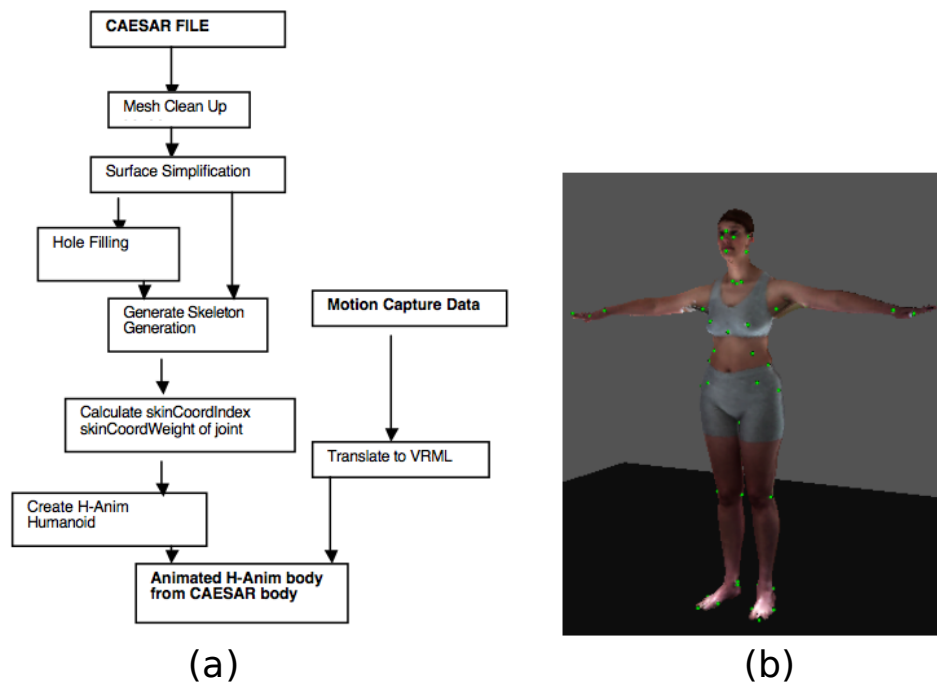 CAESAR FILE
Mesh Clean Up
Surface Simplification
Hole Filling
Generate Skeleton
Generation
Motion Capture Data
Calculate skinCoordIndex
skinCoordWeight of joint
Translate to VRML
Create H-Anim
Humanoid
Animated H-Anim body
from CAESAR body
(a)
(b)